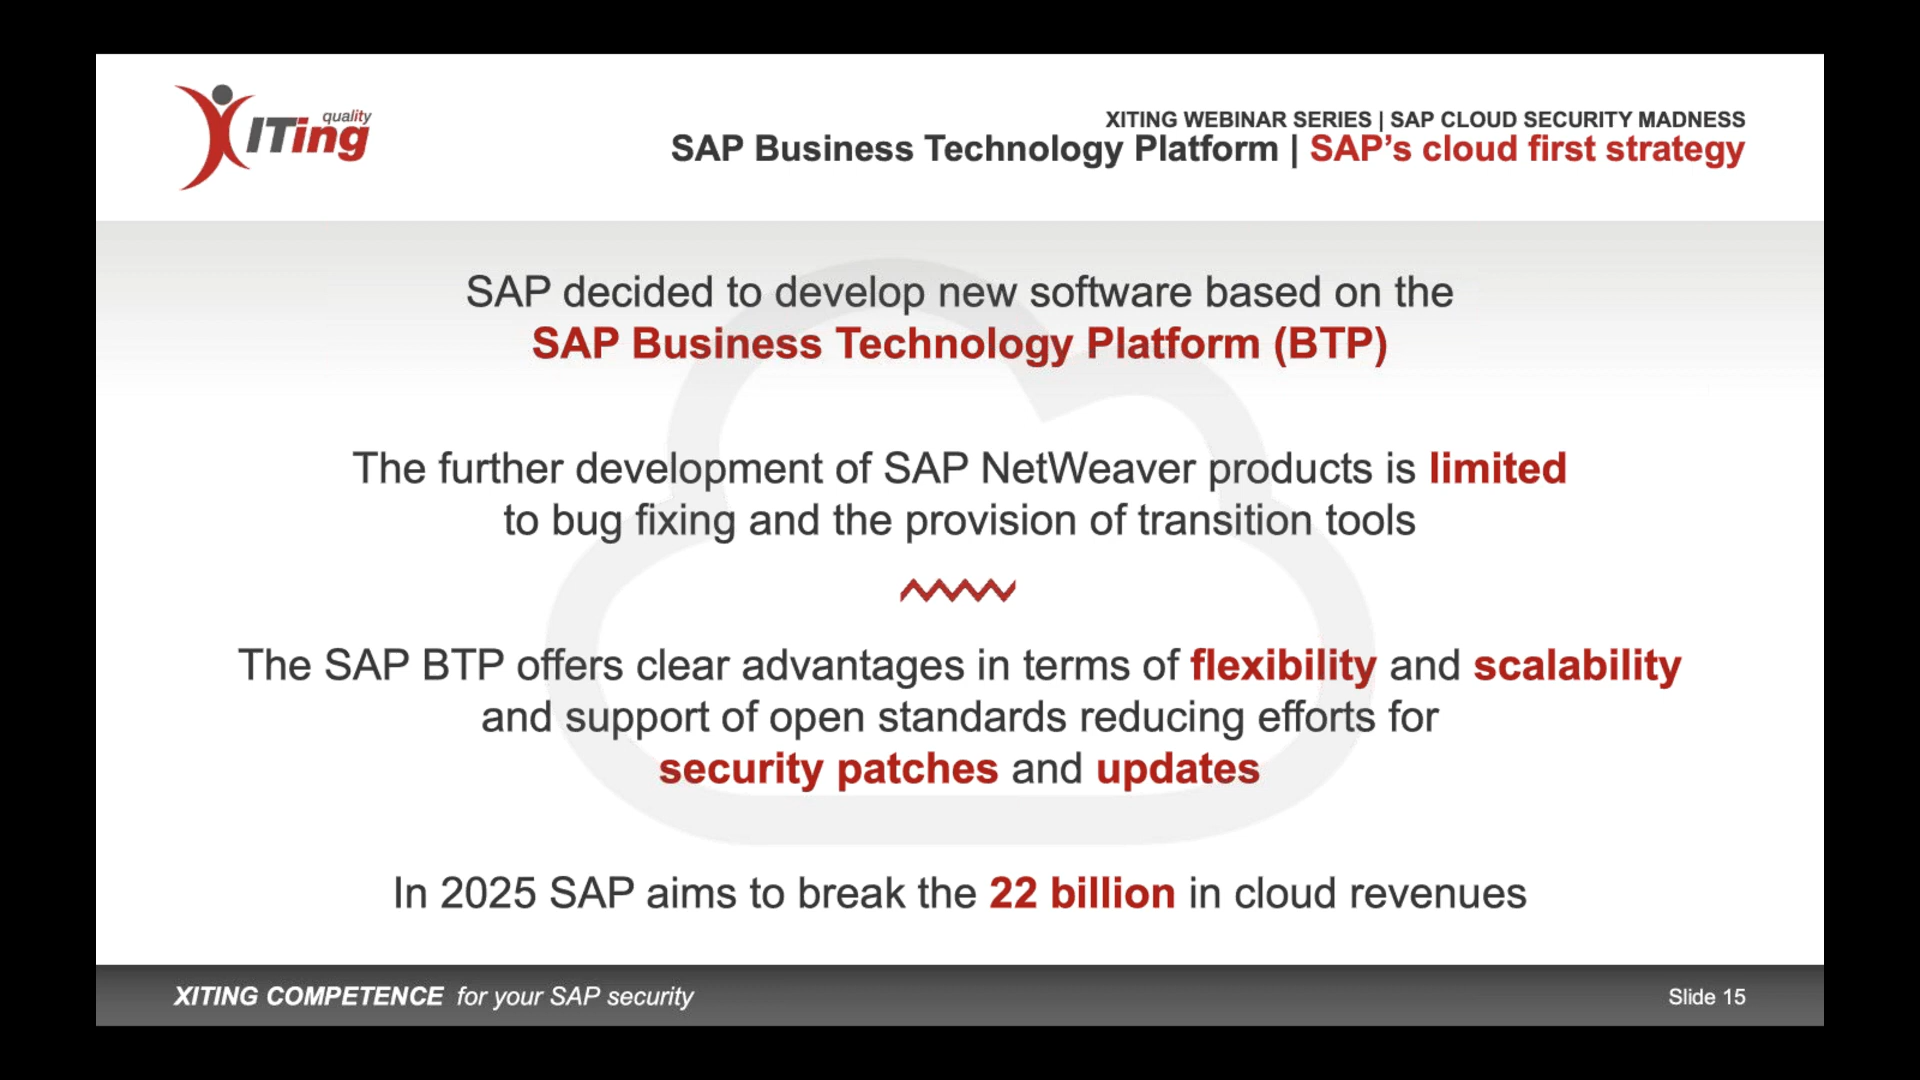 quality
XITing
XITING WEBINAR SERIES | SAP CLOUD SECURITY MADNESS
SAP Business Technology Platform | SAP's cloud first strategy
SAP decided to develop new software based on the
SAP Business Technology Platform (BTP)
The further development of SAP NetWeaver products is limited
to bug fixing and the provision of transition tools
The SAP BTP offers clear advantages in terms of flexibility and scalability
and support of open standards reducing efforts for
security patches and updates
In 2025 SAP aims to break the 22 billion in cloud revenues
XITING COMPETENCE for your SAP security
Slide 15